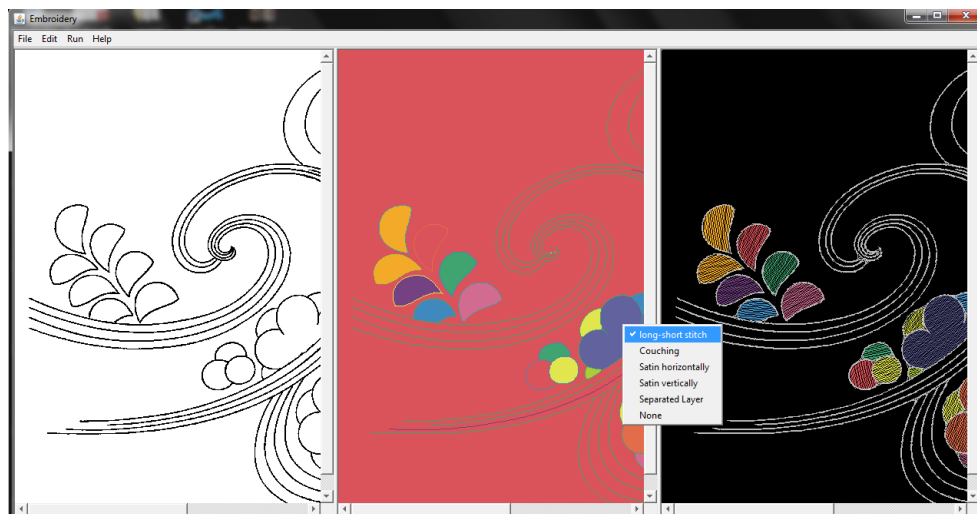 Embroidery
File Edit Run Help
long-short stitch
Couching
Satin horizontally
Satin vertically
Separated Layer
None